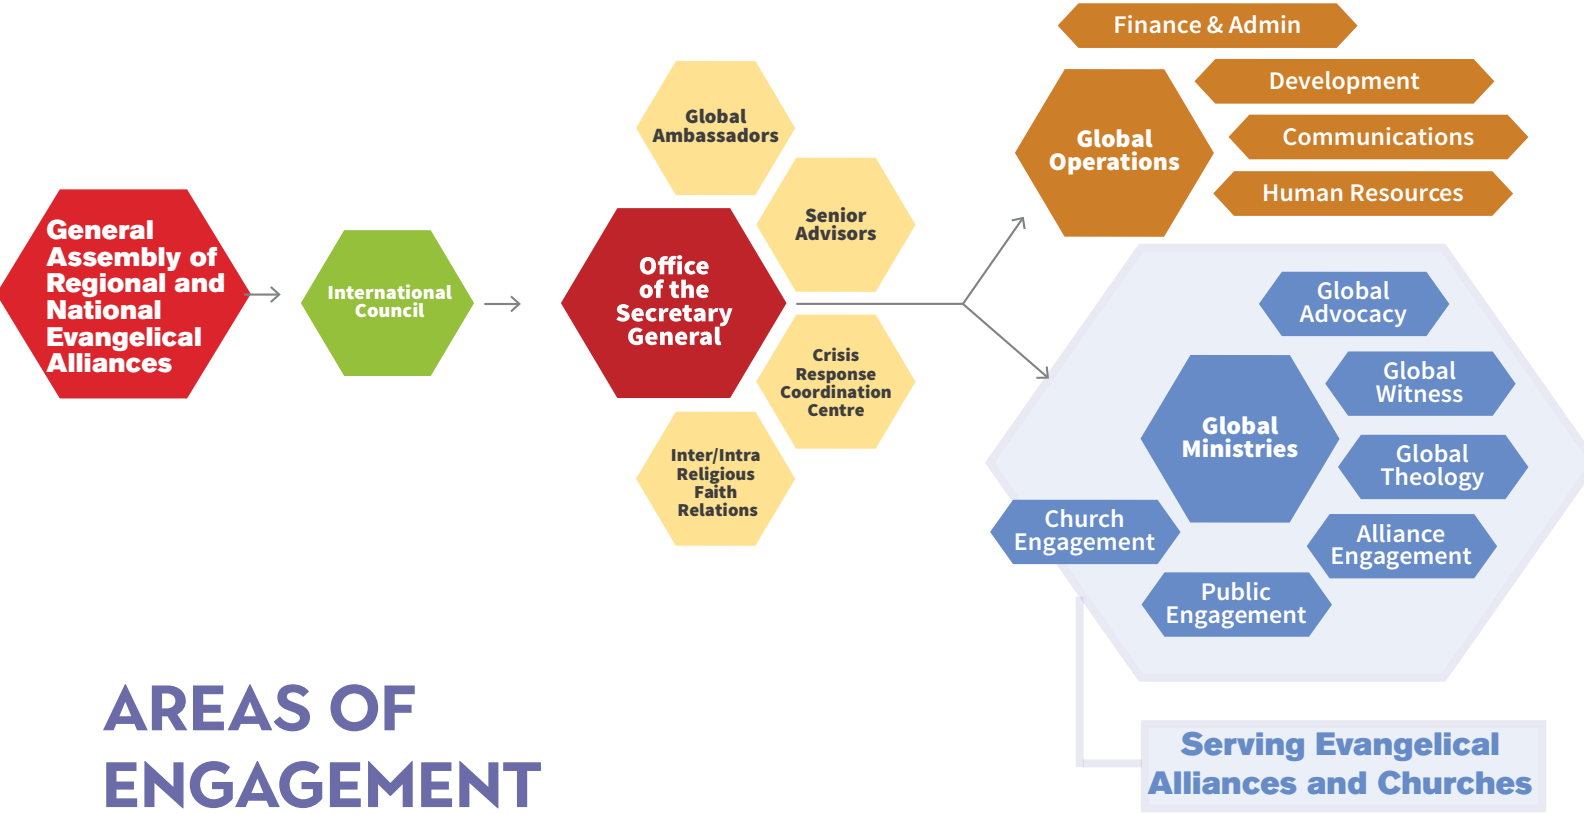 General
Assembly of
Regional and
National
Evangelical
Alliances
International
Council
Global
Ambassadors
Senior
Advisors
Office
of the
Secretary
General
Crisis
Response
Coordination
Centre
Inter/Intra
Religious
Faith
Relations
Finance & Admin
Development
Communications
Human Resources
Global
Operations
Global
Advocacy
Global
Witness
Global
Ministries
Global
Theology
Church
Engagement
Alliance
Engagement
Public
Engagement
Serving Evangelical
Alliances and Churches
AREAS OF
ENGAGEMENT